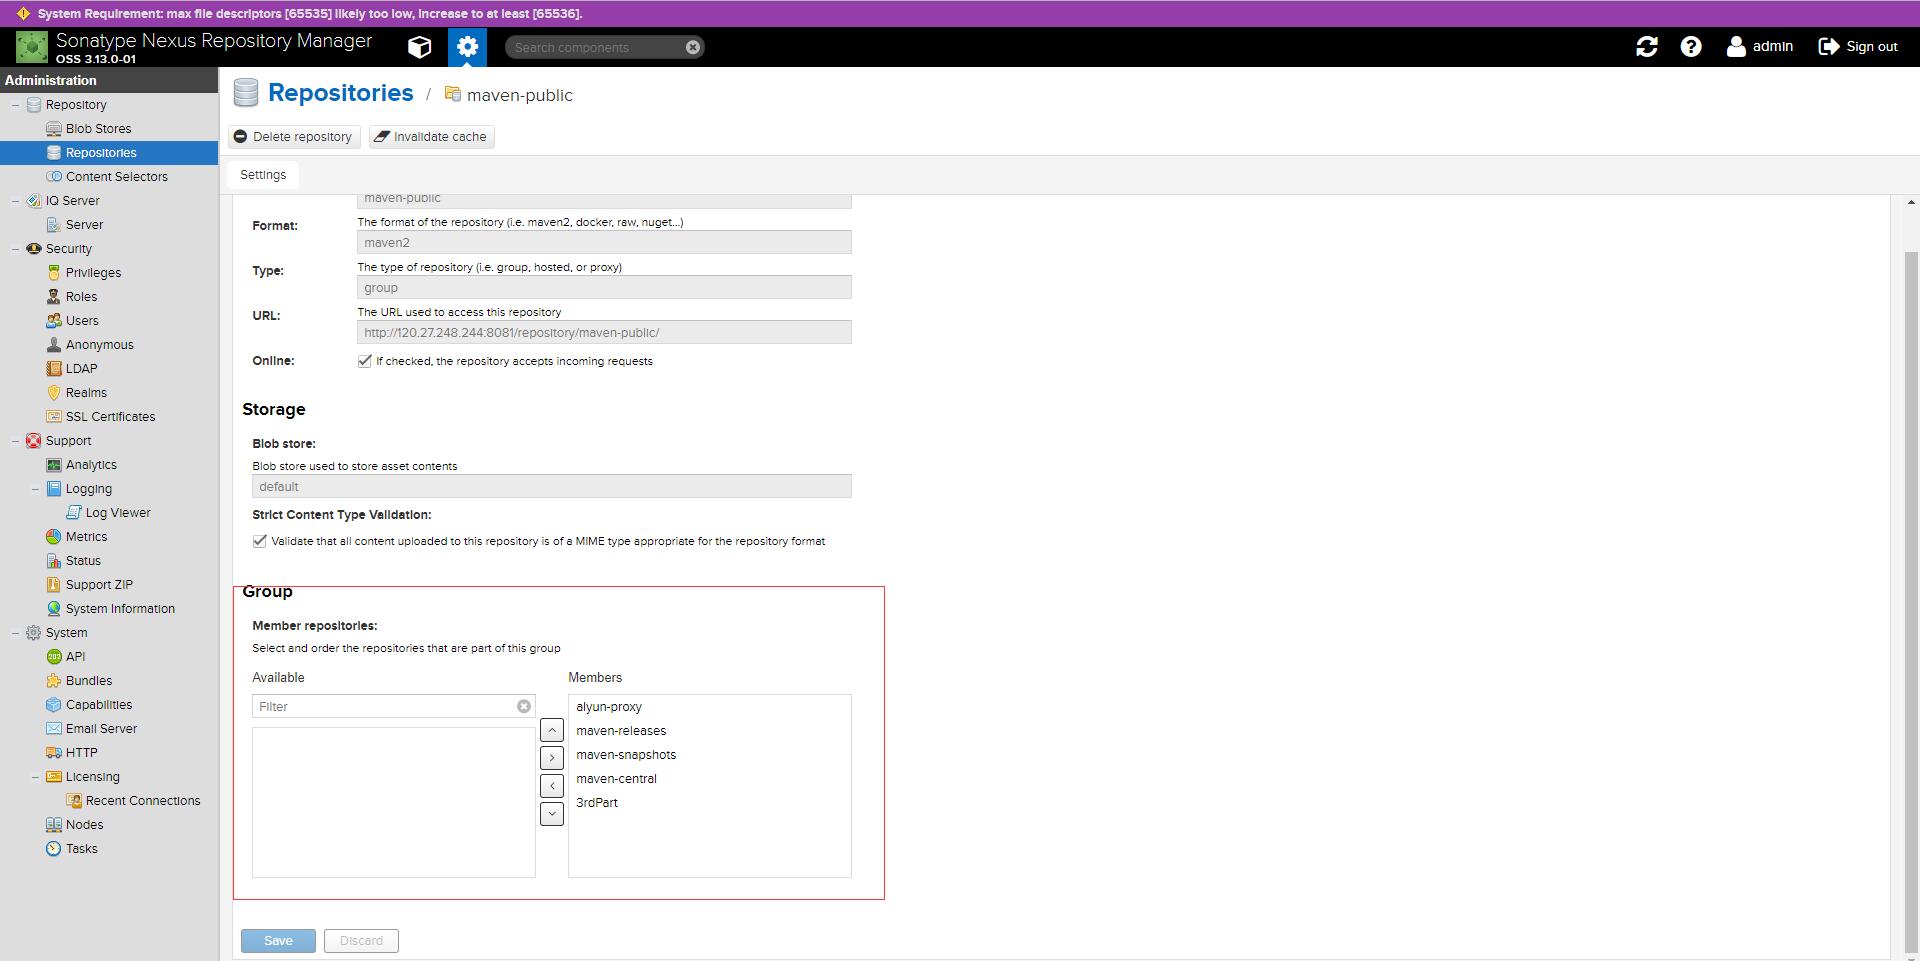 System Requirement: max file descriptors [65535] likely too low, increase to at least [65536].
Sonatype Nexus Repository Manager
OSS 3.13.0-01
Search components
admin
Sign out
Administration
Repository
Blob Stores
Repositories
Content Selectors
IQ Server
Server
Security
Privileges
Roles
Users
Anonymous
LDAP
Realms
SSL Certificates
Support
Analytics
Logging
Log Viewer
Metrics
Status
Support ZIP
System Information
System
API
Bundles
Capabilities
Email Server
HTTP
Licensing
Recent Connections
Nodes
Tasks
Repositories / maven-public
Delete repository
Invalidate cache
Settings
maven-public
Format:
The format of the repository (i.e. maven2, docker, raw, nuget...)
maven2
Type:
The type of repository (i.e. group, hosted, or proxy)
group
URL:
The URL used to access this repository
http://120.27.248.244:8081/repository/maven-public/
Online:
If checked, the repository accepts incoming requests
Storage
Blob store:
Blob store used to store asset contents
default
Strict Content Type Validation:
Validate that all content uploaded to this repository is of a MIME type appropriate for the repository format
Group
Member repositories:
Select and order the repositories that are part of this group
Available
Filter
Members
alyun-proxy
maven-releases
maven-snapshots
maven-central
3rdPart
Save
Discard